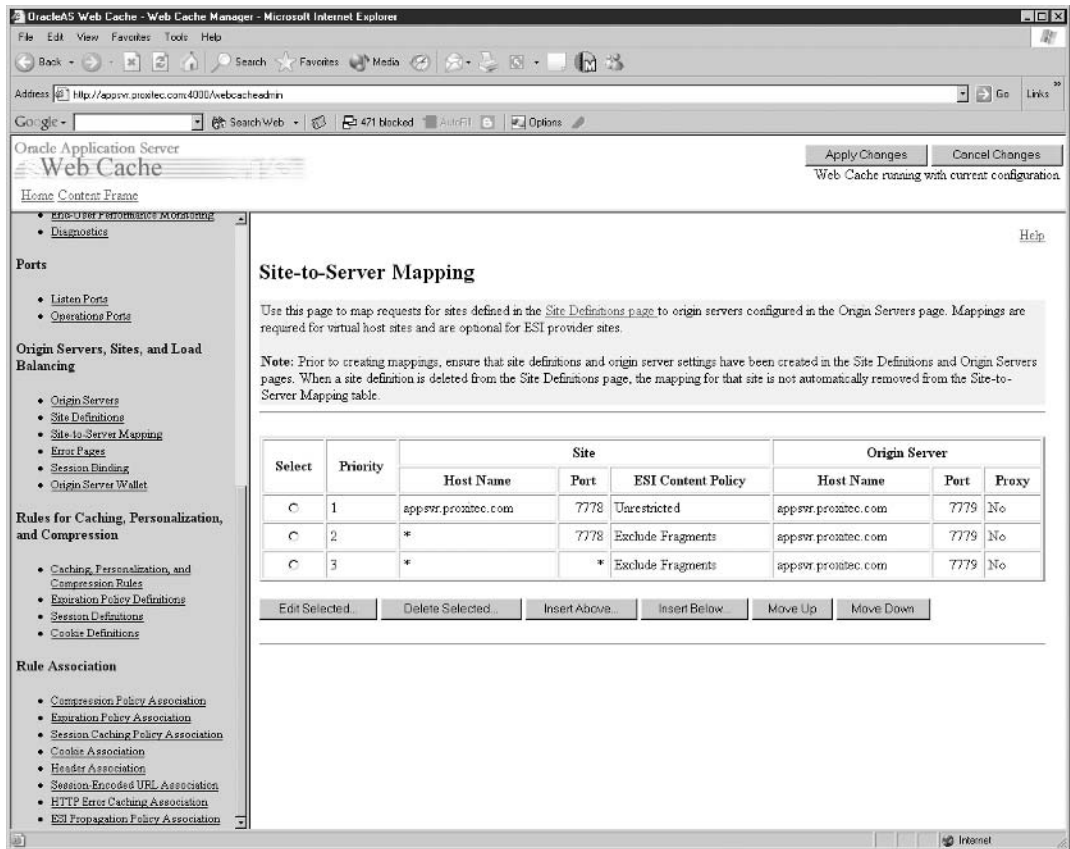 OracleAS Web Cache - Web Cache Manager - Microsoft Internet Explorer
File Edit View Favorites Tools Help
Back Search Favorites Media
Address http://appsvr.proxitec.com:4000/webcacheadmin Go Links
Google Search Web 471 blocked AutoFill Options
Oracle Application Server
Web Cache
Apply Changes Cancel Changes
Web Cache running with current configuration.
Home Content Frame
End-User Performance Monitoring
Diagnostics
Ports
Listen Ports
Operations Ports
Origin Servers, Sites, and Load
Balancing
Origin Servers
Site Definitions
Site-to-Server Mapping
Error Pages
Session Binding
Origin Server Wallet
Rules for Caching, Personalization,
and Compression
Caching, Personalization, and
Compression Rules
Expiration Policy Definitions
Session Definitions
Cookie Definitions
Rule Association
Compression Policy Association
Expiration Policy Association
Session Caching Policy Association
Cookie Association
Header Association
Session-Encoded URL Association
HTTP Error Caching Association
ESI Propagation Policy Association
Help
Site-to-Server Mapping
Use this page to map requests for sites defined in the Site Definitions page to origin servers configured in the Origin Servers page. Mappings are
required for virtual host sites and are optional for ESI provider sites.
Note: Prior to creating mappings, ensure that site definitions and origin server settings have been created in the Site Definitions and Origin Servers
pages. When a site definition is deleted from the Site Definitions page, the mapping for that site is not automatically removed from the Site-to-
Server Mapping table.
Select Priority Site Origin Server
Host Name Port ESI Content Policy Host Name Port Proxy
1 appsvr.proxitec.com 7778 Unrestricted appsvr.proxitec.com 7779 No
2 * 7778 Exclude Fragments appsvr.proxitec.com 7779 No
3 * * Exclude Fragments appsvr.proxitec.com 7779 No
Edit Selected... Delete Selected... Insert Above... Insert Below... Move Up Move Down
Internet